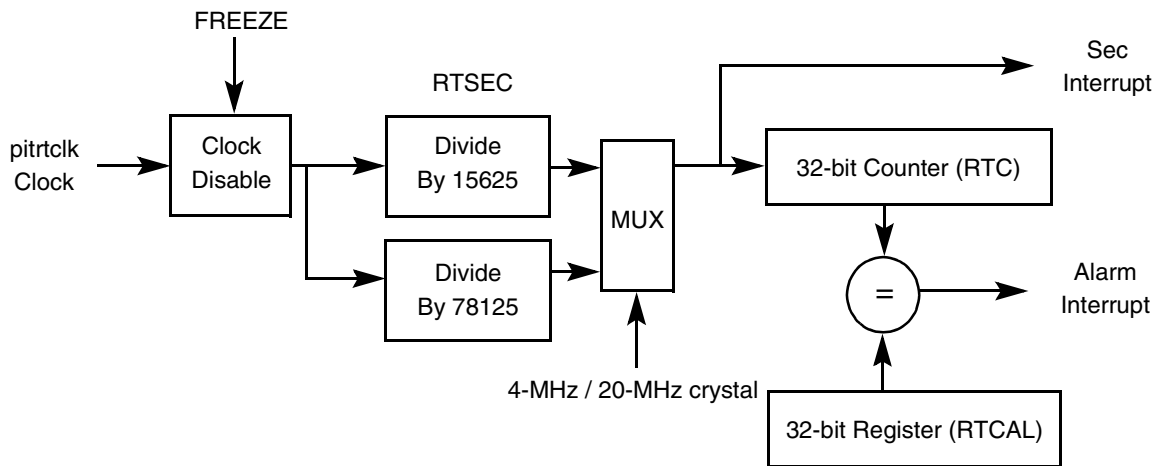 FREEZE
Sec
Interrupt
RTSEC
pitrtclk
Clock
Clock
Disable
Divide
By 15625
MUX
32-bit Counter (RTC)
Divide
By 78125
=
Alarm
Interrupt
4-MHz / 20-MHz crystal
32-bit Register (RTCAL)